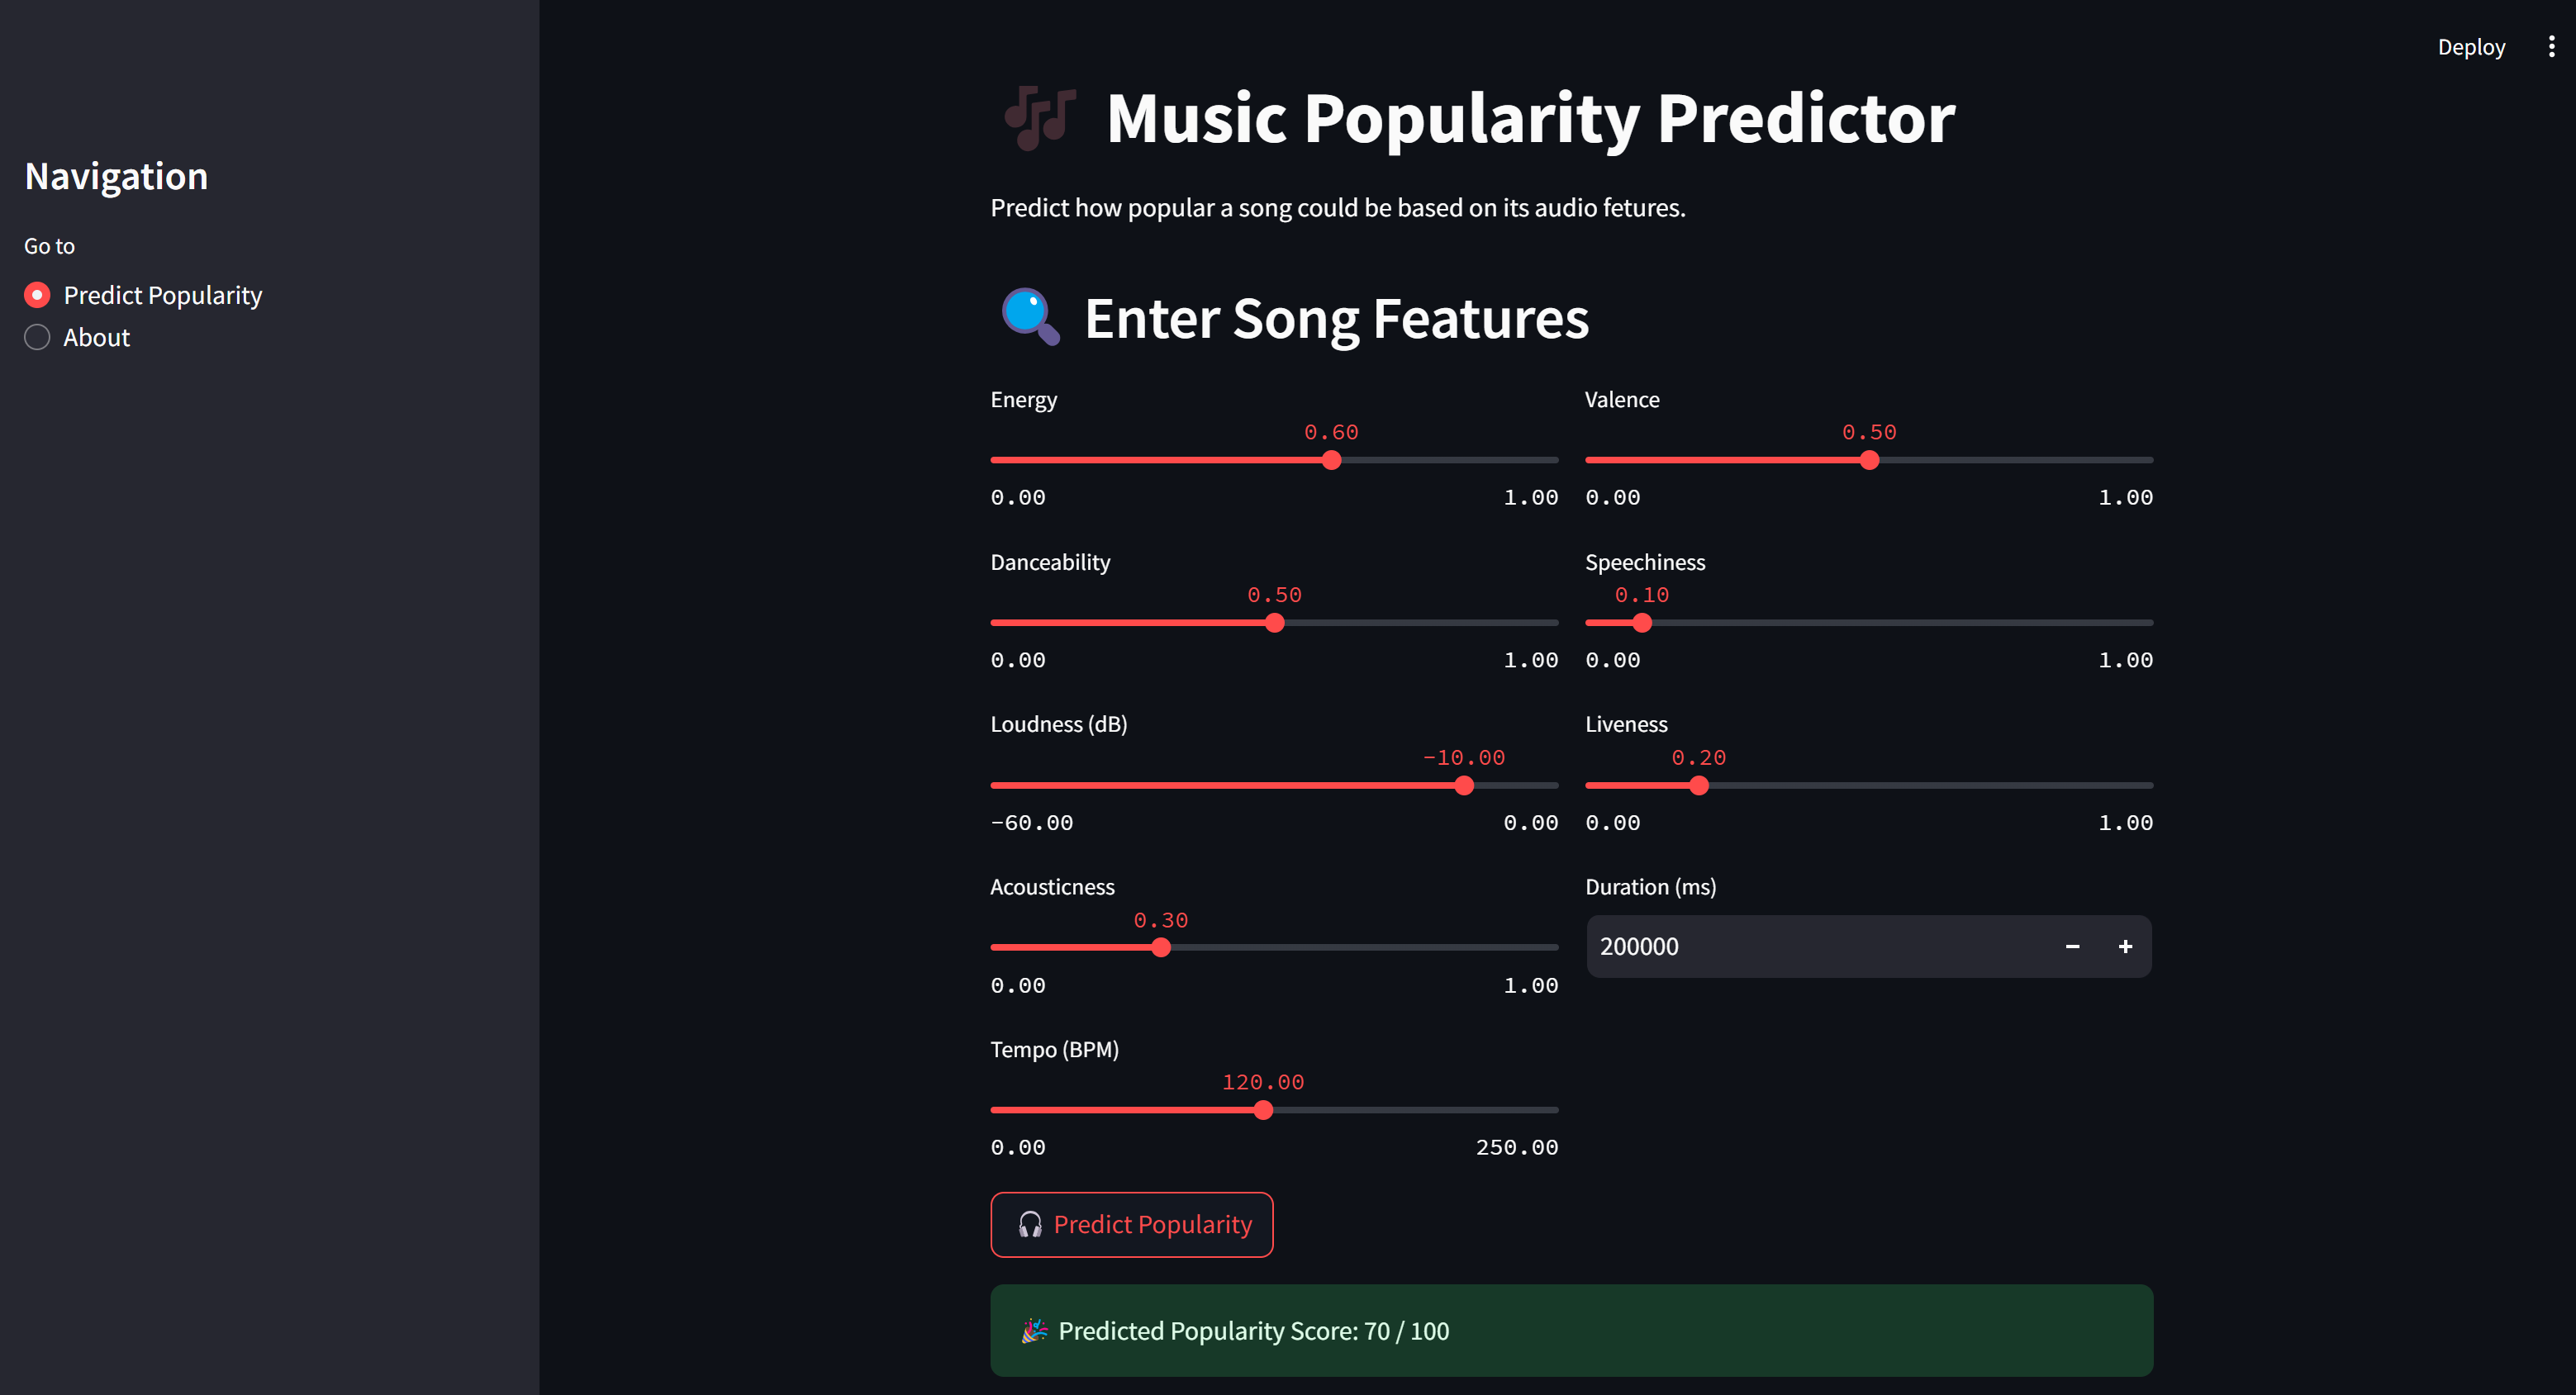 Deploy
Navigation
Go to
Predict Popularity
About
Music Popularity Predictor
Predict how popular a song could be based on its audio fetures.
Enter Song Features
Energy
0.60
0.00 1.00
Danceability
0.50
0.00 1.00
Loudness (dB)
-10.00
-60.00 0.00
Acousticness
0.30
0.00 1.00
Tempo (BPM)
120.00
0.00 250.00
Valence
0.50
0.00 1.00
Speechiness
0.10
0.00 1.00
Liveness
0.20
0.00 1.00
Duration (ms)
200000
Predict Popularity
Predicted Popularity Score: 70 / 100